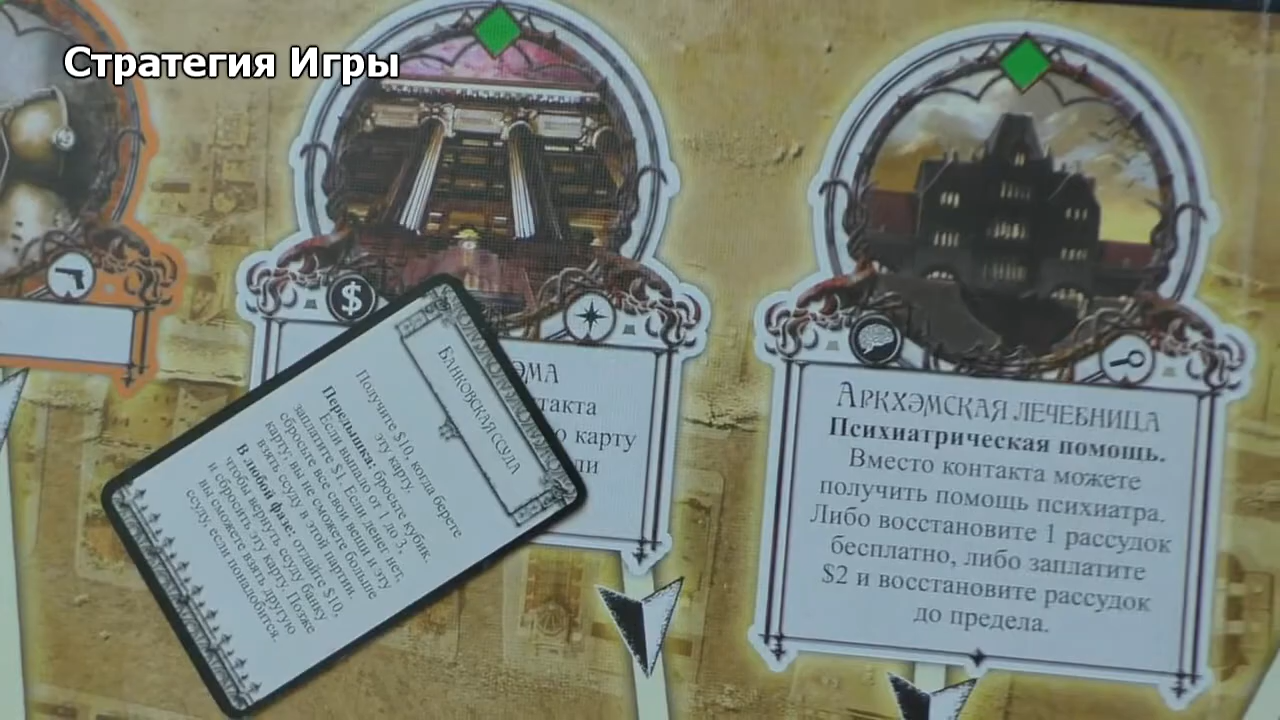 Стратегия Игры
$
ЭМА
такта
о карту
ли
БАНКОВСКАЯ ССУДА
Получите $10, когда берете
эту карту.
Передышка: бросьте кубик.
Если выпало от 1 до 3,
заплатите $1. Если денег нет,
сбросьте все свои вещи и эту
карту; вы не сможете больше
взять ссуду в этой партии.
В любой фазе: отдайте $10,
чтобы вернуть ссуду банку
и сбросить эту карту. Позже
вы сможете взять другую
ссуду, если понадобится.
АРКХЭМСКАЯ ЛЕЧЕБНИЦА
Психиатрическая помощь.
Вместо контакта можете
получить помощь психиатра.
Либо восстановите 1 рассудок
бесплатно, либо заплатите
$2 и восстановите рассудок
до предела.